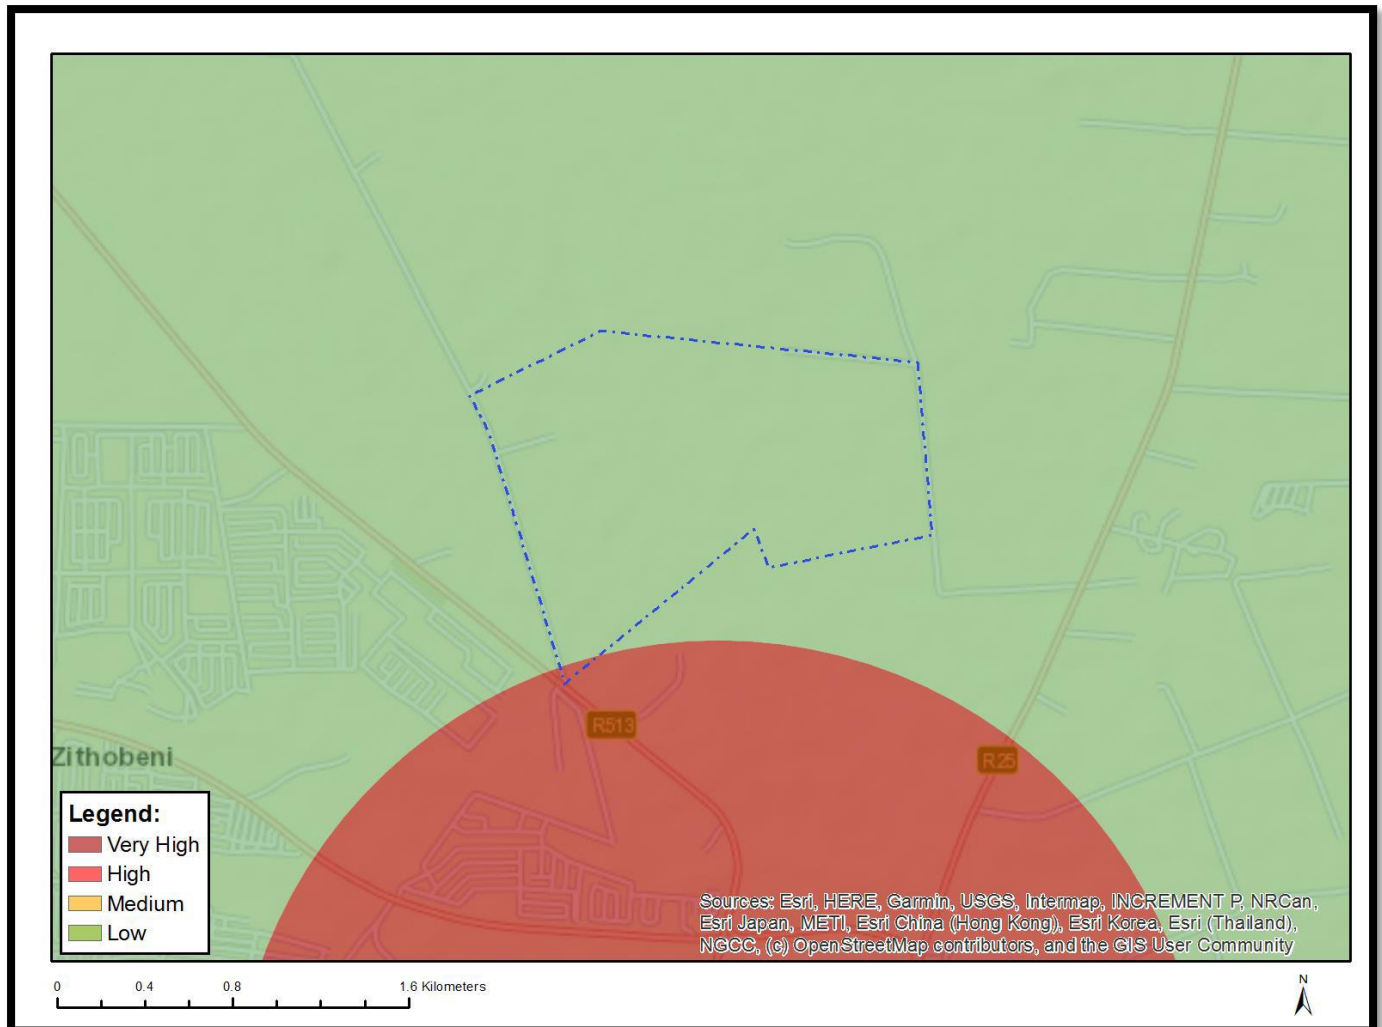 R513
R25
Zithobeni
Legend:
Very High
High
Medium
Low
Sources: Esri, HERE, Garmin, USGS, Intermap, INCREMENT P, NRCan,
Esri Japan, METI, Esri China (Hong Kong), Esri Korea, Esri (Thailand),
NGCC, (c) OpenStreetMap contributors, and the GIS User Community
0 0.4 0.8 1.6 Kilometers
N